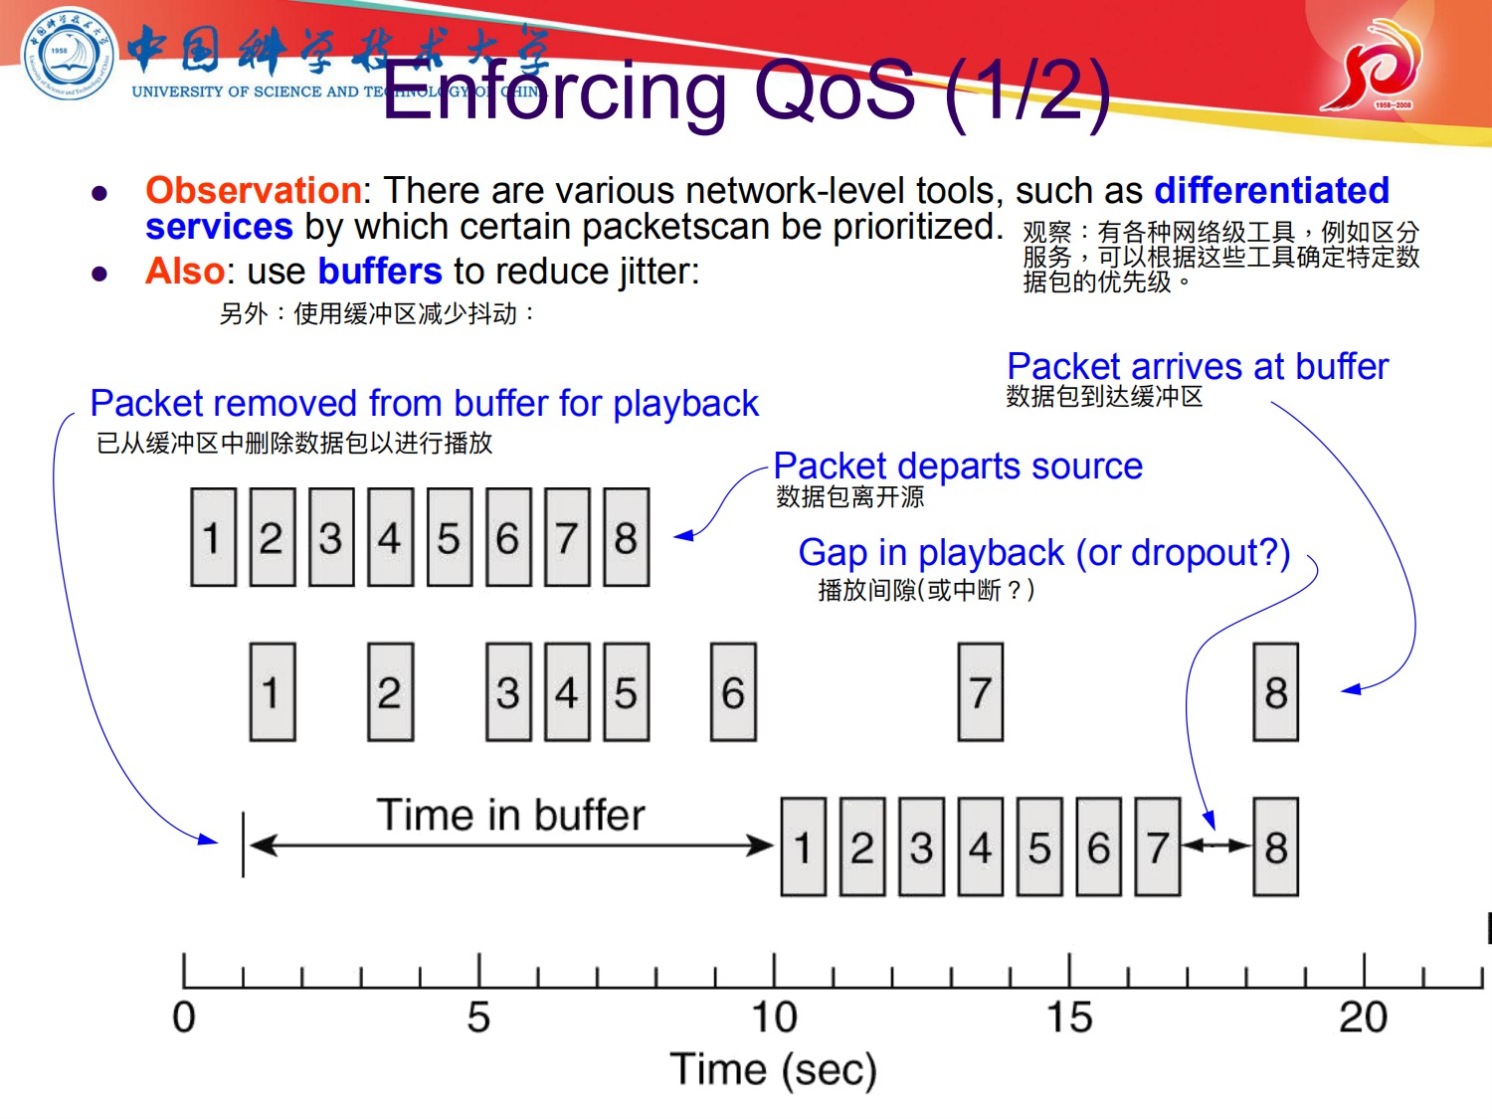 中国科学技术大学
UNIVERSITY OF SCIENCE AND TECHNOLOGY OF CHINA
1958
1958-2008
Enforcing QoS (1/2)
Observation: There are various network-level tools, such as differentiated
services by which certain packetscan be prioritized.
观察：有各种网络级工具，例如区分
服务，可以根据这些工具确定特定数
据包的优先级。
Also: use buffers to reduce jitter:
另外：使用缓冲区减少抖动：
Packet arrives at buffer
数据包到达缓冲区
Packet removed from buffer for playback
已从缓冲区中删除数据包以进行播放
Packet departs source
数据包离开源
1 2 3 4 5 6 7 8
Gap in playback (or dropout?)
播放间隙(或中断？)
1 2 3 4 5 6 7 8
Time in buffer
1 2 3 4 5 6 7 8
0 5 10 15 20
Time (sec)